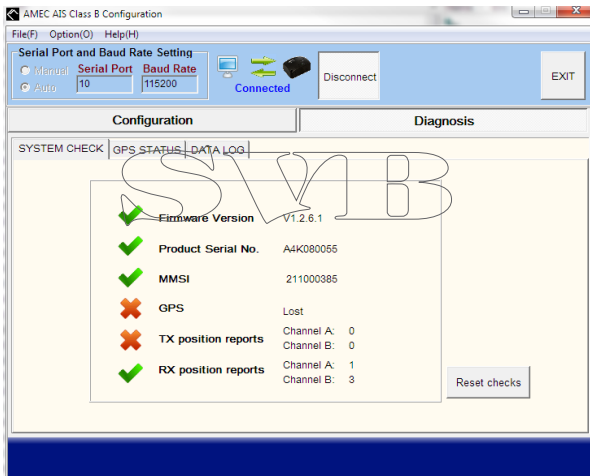 AMEC AIS Class B Configuration
File(F) Option(O) Help(H)
Serial Port and Baud Rate Setting
Manual Serial Port Baud Rate
Auto 10 115200
Connected
Disconnect
EXIT
Configuration Diagnosis
SYSTEM CHECK GPS STATUS DATA LOG
SVB
Firmware Version V1.2.6.1
Product Serial No. A4K080055
MMSI 211000385
GPS Lost
TX position reports Channel A: 0
Channel B: 0
RX position reports Channel A: 1
Channel B: 3
Reset checks